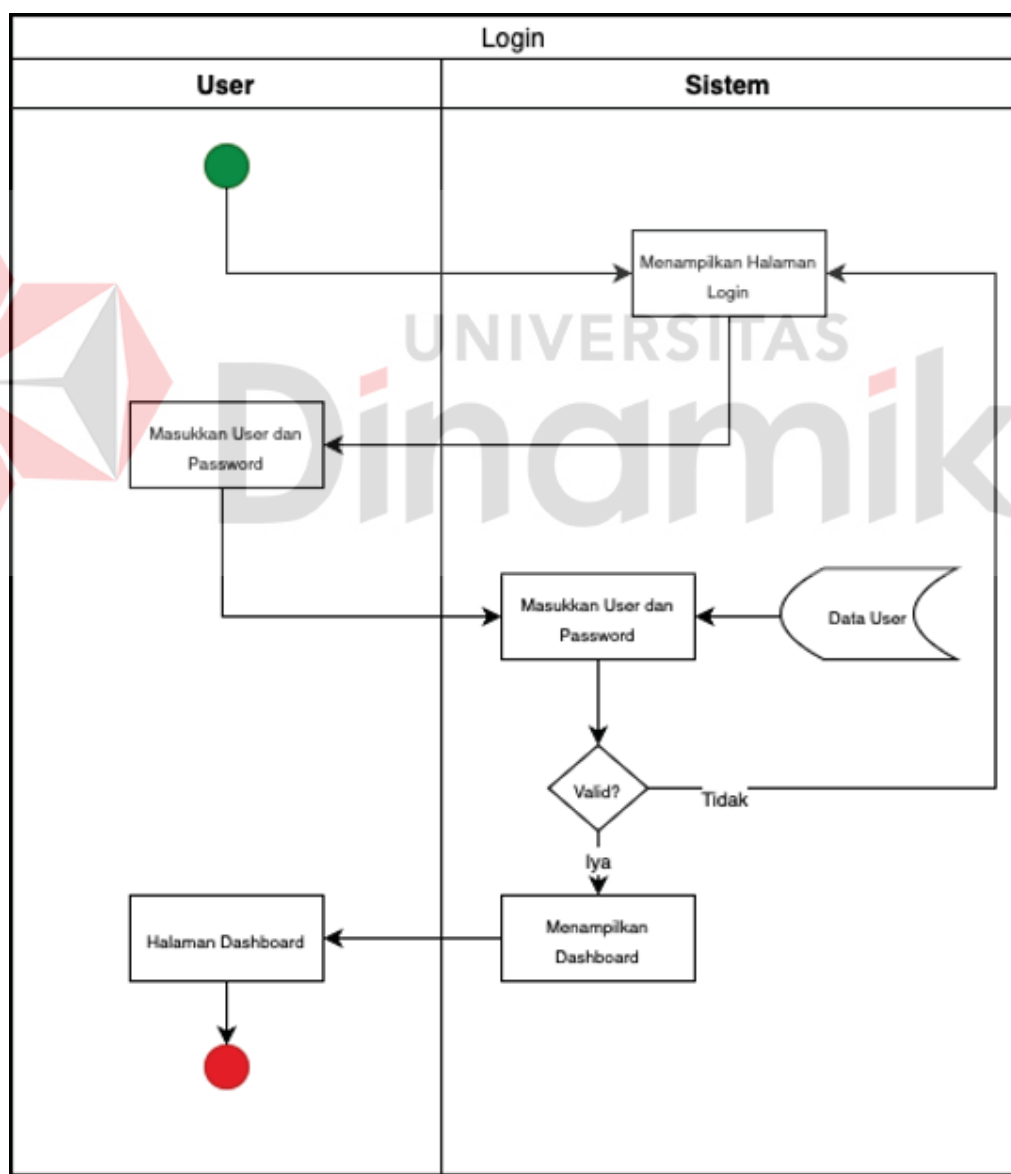 Login
User
Sistem
Menampilkan Halaman
Login
UNIVERSITAS
Dinamik
Masukkan User dan
Password
Masukkan User dan
Password
Data User
Valid?
Tidak
Iya
Halaman Dashboard
Menampilkan
Dashboard